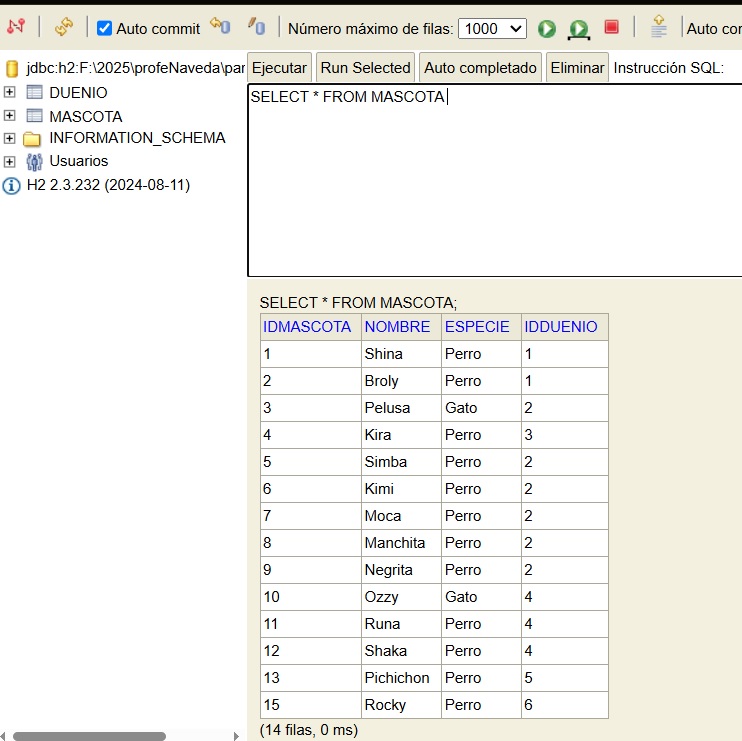 Auto commit Número máximo de filas: 1000 Auto cor
jdbc:h2:F:\2025\profeNaveda\par
DUENIO
MASCOTA
INFORMATION_SCHEMA
Usuarios
H2 2.3.232 (2024-08-11)
Ejecutar Run Selected Auto completado Eliminar Instrucción SQL:
SELECT * FROM MASCOTA
SELECT * FROM MASCOTA;
IDMASCOTA NOMBRE ESPECIE IDDUENIO
1 Shina Perro 1
2 Broly Perro 1
3 Pelusa Gato 2
4 Kira Perro 3
5 Simba Perro 2
6 Kimi Perro 2
7 Moca Perro 2
8 Manchita Perro 2
9 Negrita Perro 2
10 Ozzy Gato 4
11 Runa Perro 4
12 Shaka Perro 4
13 Pichichon Perro 5
15 Rocky Perro 6
(14 filas, 0 ms)